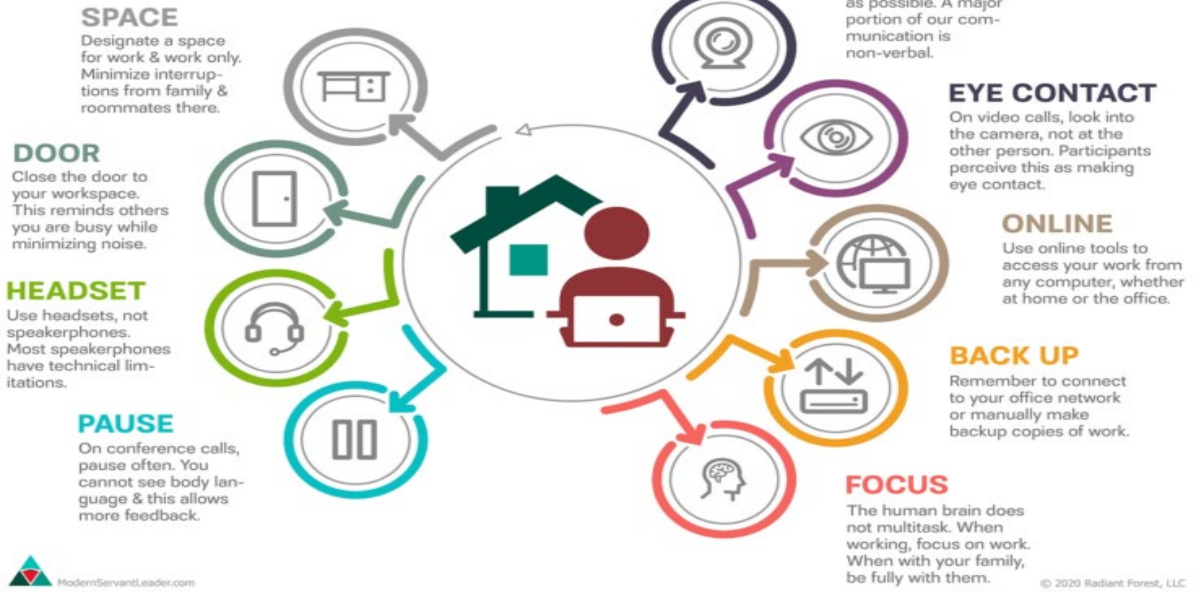 SPACE
Designate a space
for work & work only.
Minimize interrup-
tions from family &
roommates there.
DOOR
Close the door to
your workspace.
This reminds others
you are busy while
minimizing noise.
HEADSET
Use headsets, not
speakerphones.
Most speakerphones
have technical lim-
itations.
PAUSE
On conference calls,
pause often. You
cannot see body lan-
guage & this allows
more feedback.
as possible. A major
portion of our com-
munication is
non-verbal.
EYE CONTACT
On video calls, look into
the camera, not at the
other person. Participants
perceive this as making
eye contact.
ONLINE
Use online tools to
access your work from
any computer, whether
at home or the office.
BACK UP
Remember to connect
to your office network
or manually make
backup copies of work.
FOCUS
The human brain does
not multitask. When
working, focus on work.
When with your family,
be fully with them.
ModernServantLeader.com
© 2020 Radiant Forest, LLC